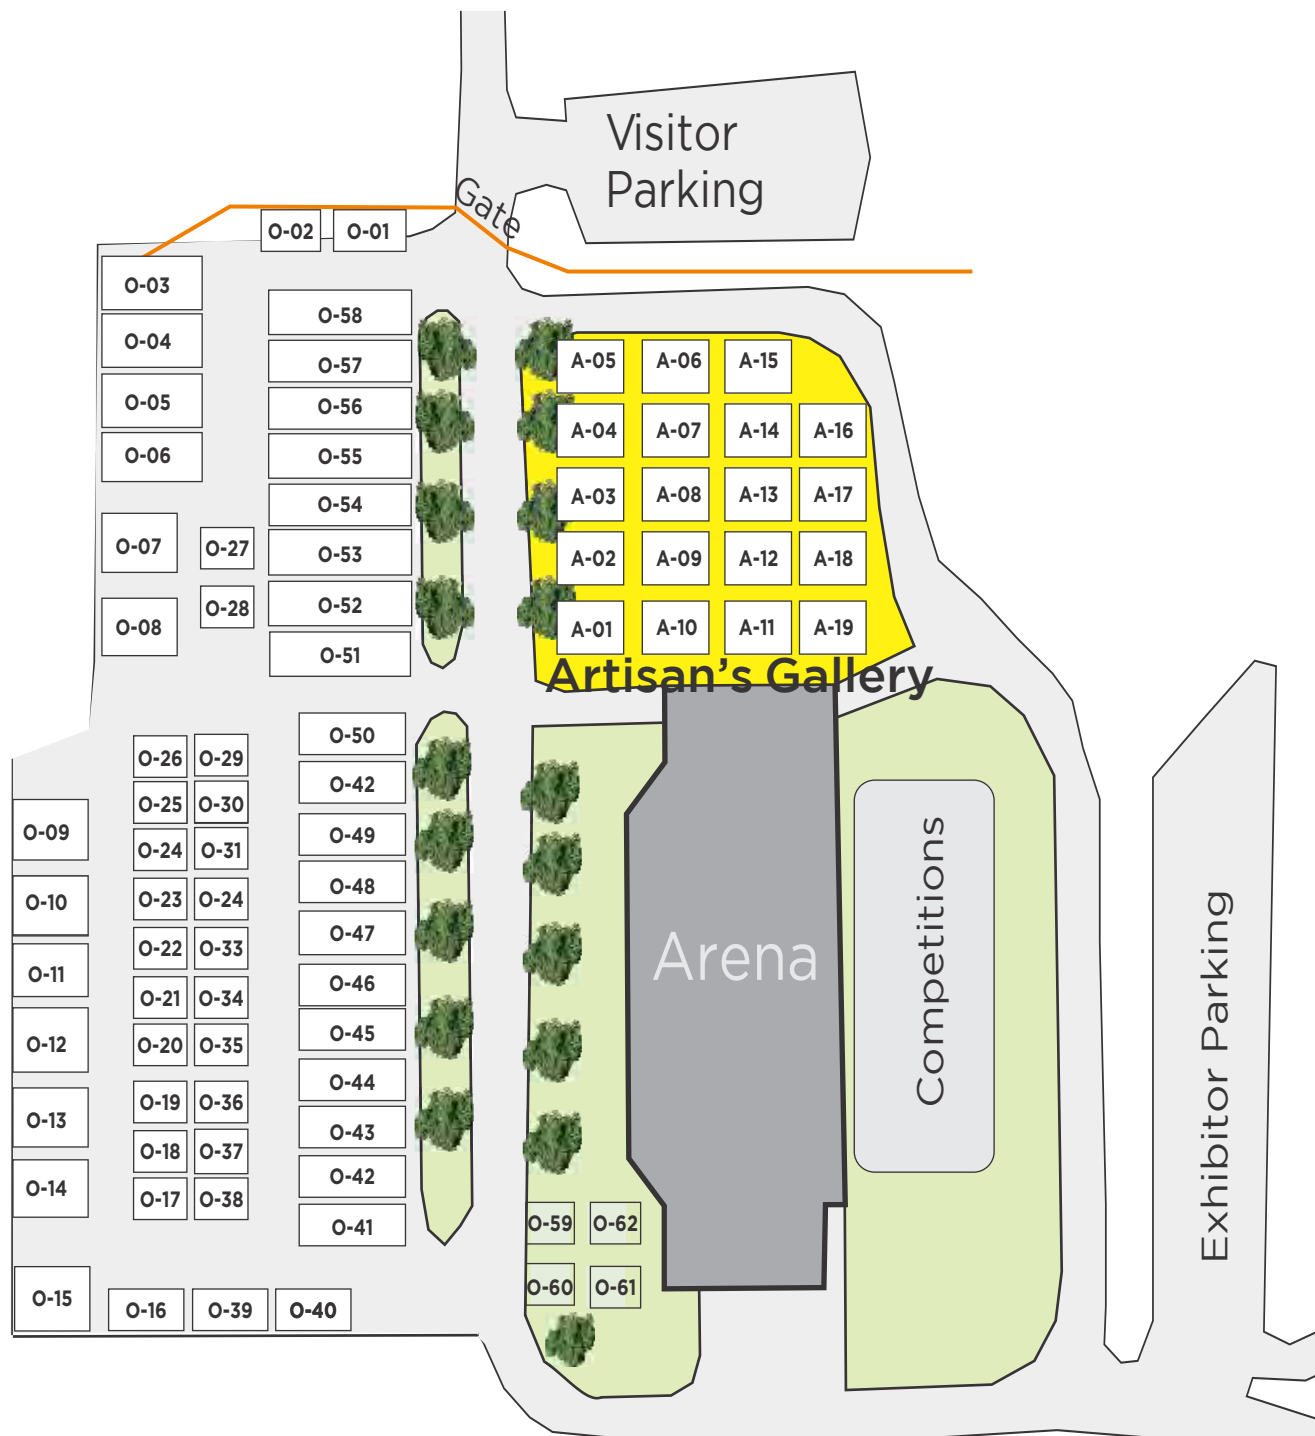 Visitor
Parking
Gate
O-02
O-01
O-03
O-04
O-05
O-06
O-07
O-08
O-27
O-28
O-58
O-57
O-56
O-55
O-54
O-53
O-52
O-51
A-05
A-06
A-15
A-04
A-07
A-14
A-16
A-03
A-08
A-13
A-17
A-02
A-09
A-12
A-18
A-01
A-10
A-11
A-19
Artisan's Gallery
O-09
O-10
O-11
O-12
O-13
O-14
O-15
O-26
O-29
O-25
O-30
O-24
O-31
O-23
O-24
O-22
O-33
O-21
O-34
O-20
O-35
O-19
O-36
O-18
O-37
O-17
O-38
O-50
O-42
O-49
O-48
O-47
O-46
O-45
O-44
O-43
O-42
O-41
O-16
O-39
O-40
O-59
O-62
O-60
O-61
Arena
Competitions
Exhibitor Parking